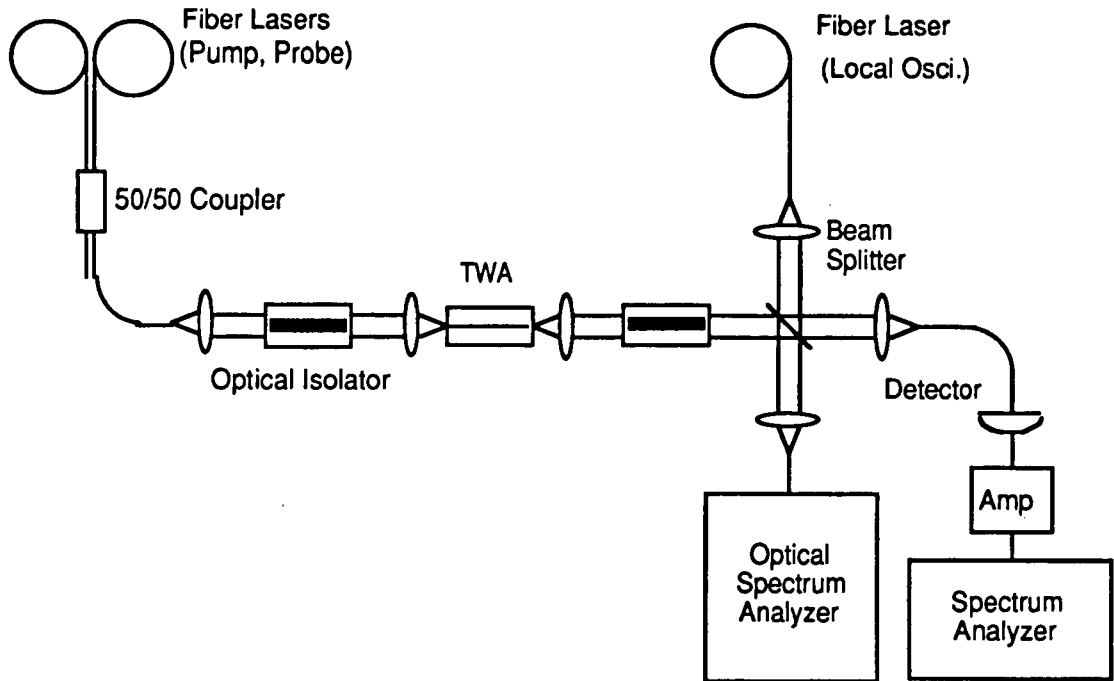 Fiber Lasers
(Pump, Probe)
Fiber Laser
(Local Osci.)
50/50 Coupler
Beam
Splitter
TWA
Optical Isolator
Detector
Amp
Optical
Spectrum
Analyzer
Spectrum
Analyzer